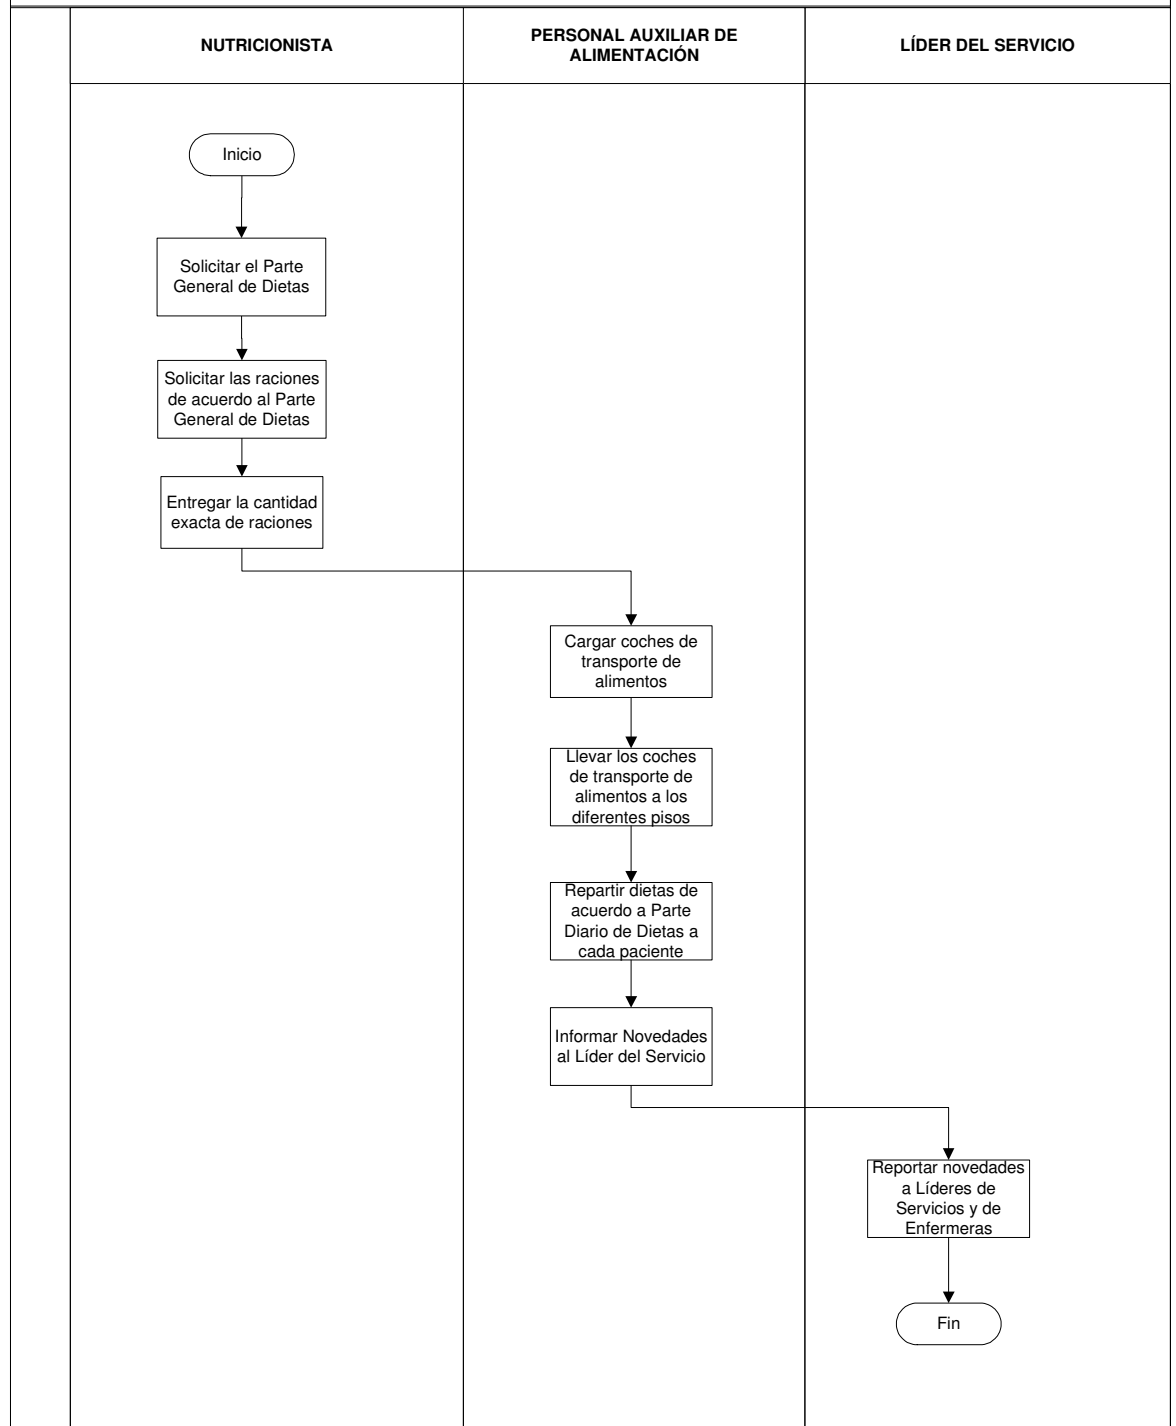 NUTRICIONISTA
PERSONAL AUXILIAR DE
ALIMENTACIÓN
LÍDER DEL SERVICIO
Inicio
Solicitar el Parte
General de Dietas
Solicitar las raciones
de acuerdo al Parte
General de Dietas
Entregar la cantidad
exacta de raciones
Cargar coches de
transporte de
alimentos
Llevar los coches
de transporte de
alimentos a los
diferentes pisos
Repartir dietas de
acuerdo a Parte
Diario de Dietas a
cada paciente
Informar Novedades
al Líder del Servicio
Reportar novedades
a Líderes de
Servicios y de
Enfermeras
Fin